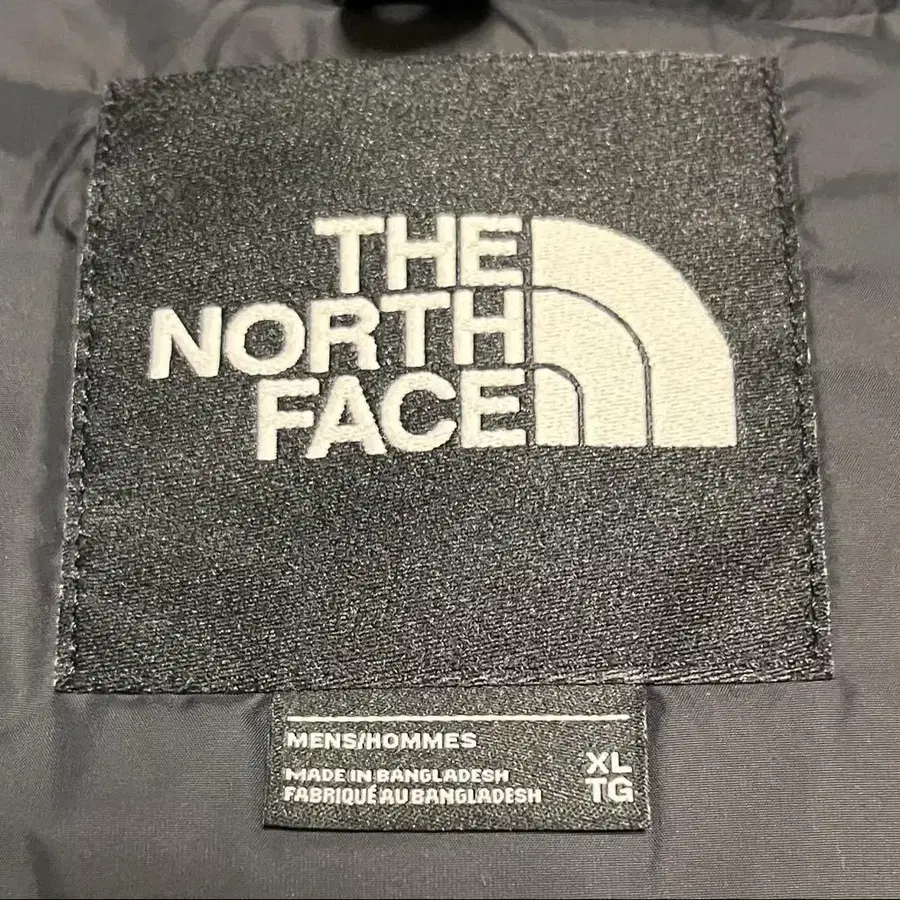 THE
NORTH
FACE
MENS/HOMMES
MADE IN BANGLADESH
FABRIQUÉ AU BANGLADESH
XL
TG